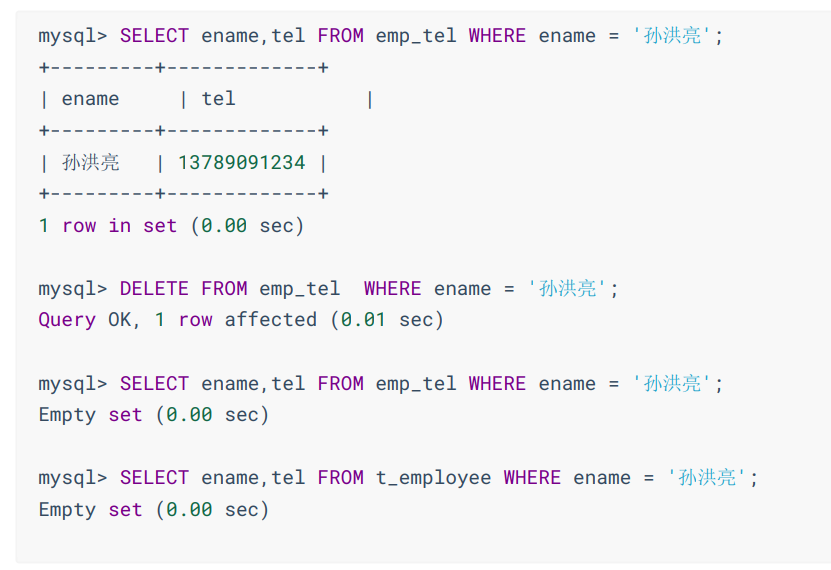 mysql> SELECT ename,tel FROM emp_tel WHERE ename = '孙洪亮';
+---------+-------------+
| ename     | tel           |
+---------+-------------+
| 孙洪亮   | 13789091234 |
+---------+-------------+
1 row in set (0.00 sec)
mysql> DELETE FROM emp_tel  WHERE ename = '孙洪亮';
Query OK, 1 row affected (0.01 sec)
mysql> SELECT ename,tel FROM emp_tel WHERE ename = '孙洪亮';
Empty set (0.00 sec)
mysql> SELECT ename,tel FROM t_employee WHERE ename = '孙洪亮';
Empty set (0.00 sec)